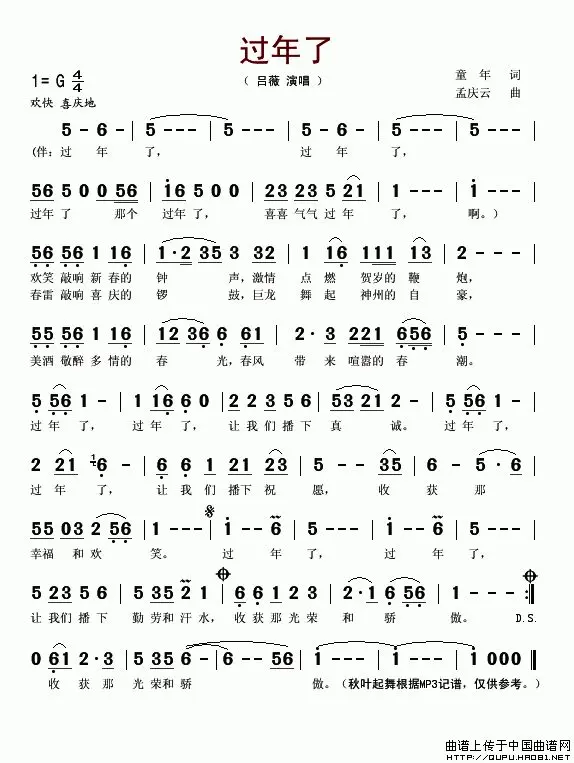 过年了
1=G 4/4
（ 吕薇 演唱 ）
童 年 词
欢快 喜庆地
孟庆云 曲
5 - 6 - | 5 - - - | 5 - 6 - | 5 - - - |
(伴：过 年 了， 过 年 了，
56 5 0 0 56 | i6 5 0 0 | 23 23 5 21 | 1 - - - | i - - - |
过年 了 那个 过年 了， 喜喜 气气 过 年 了， 啊。）
56 56 1 16 | 1·2 35 3 32 | 1 16 111 13 | 2 - - - |
欢笑 敲响 新 春的 钟 声，激情 点 燃 贺岁的 鞭 炮，
春雷 敲响 喜 庆的 锣 鼓，巨龙 舞 起 神州的 自 豪，
55 56 2 16 | 12 36 6 61 | 2·3 221 656 | 5 - - - |
美酒 敬醉 多 情的 春 光，春风 带 来 喧嚣的 春 潮。
5 56 1 - | 1 16 6 0 | 2 2 3 5 6 | 53 21 5 - | 5 56 1 - |
过 年 了， 过 年 了， 让 我 们 播下 真 诚。 过 年 了，
2 21 6 - | 6 6 1 21 23 | 5 - - 35 | 6 - 5·6 |
过 年 了， 让 我 们 播下 祝 愿， 收 获 那
55 03 2 56 | 1 - - - | i - i 6 | 5 - - - | i - i 6 | 5 - - - |
幸福 和 欢 笑。 过 年 了， 过 年 了，
5 23 5 6 | 5 35 2 1 | 6 6 1 2 3 | 1 2 6 56 | 1 - - - :|
让 我们 播 下 勤 劳和 汗 水， 收 获 那 光 荣 和 骄 傲。 D.S.
0 61 2·3 | 5 35 6 - | 6 - 6 56 | i - - - | i 000 ‖
收 获 那 光 荣和 骄 傲。（秋叶起舞根据MP3记谱，仅供参考。）
曲谱上传于中国曲谱网
HTTP://QUPU.HAO81.NET